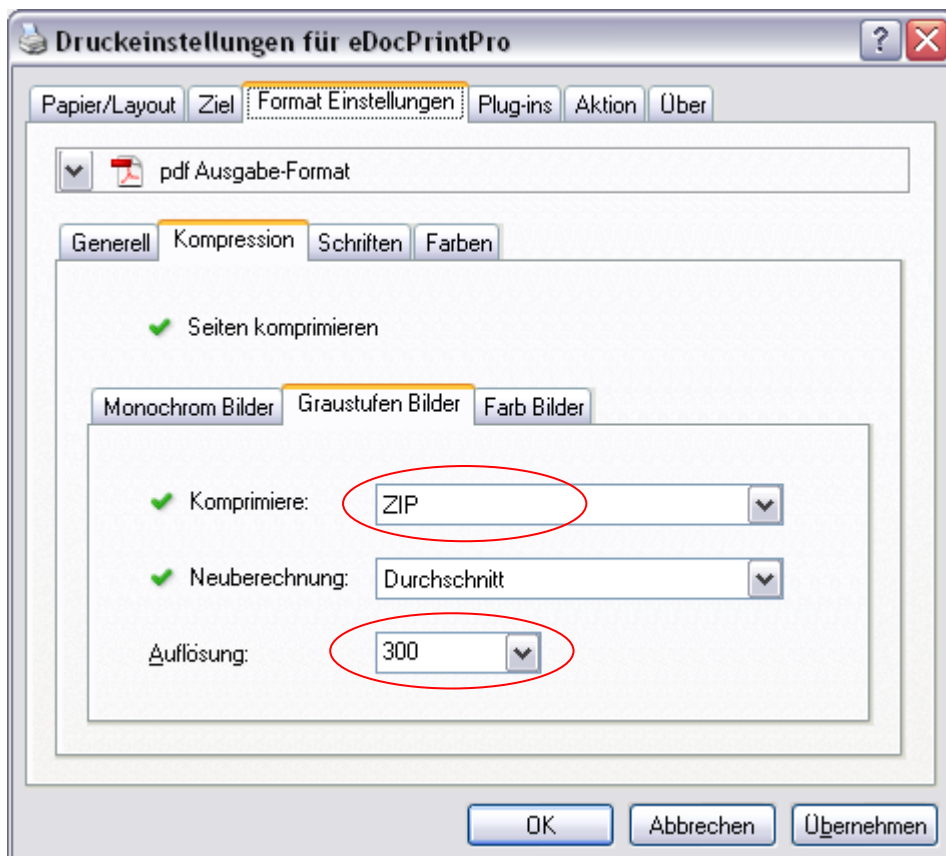 Druckeinstellungen für eDocPrintPro
Papier/Layout Ziel Format Einstellungen Plug-ins Aktion Über
pdf Ausgabe-Format
Generell Kompression Schriften Farben
Seiten komprimieren
Monochrom Bilder Graustufen Bilder Farb Bilder
Komprimiere: ZIP
Neuberechnung: Durchschnitt
Auflösung: 300
OK Abbrechen Übernehmen